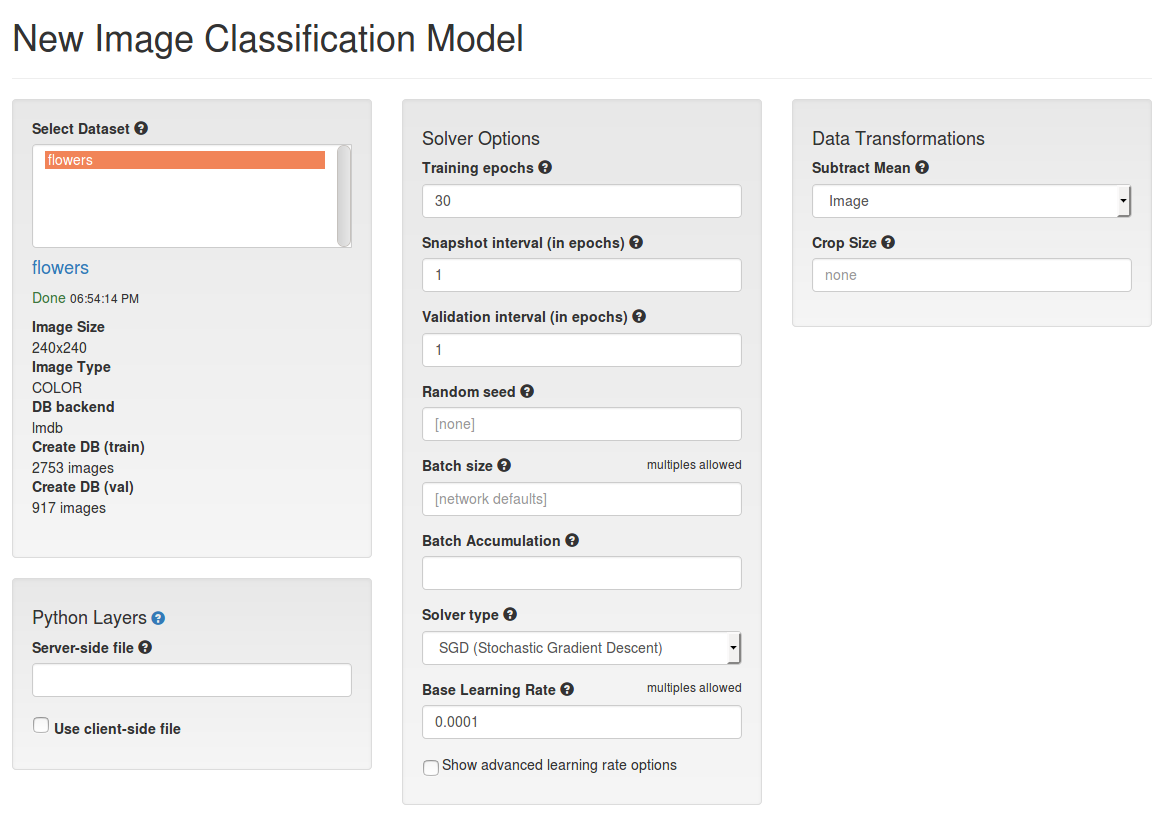 New Image Classification Model
Select Dataset
flowers
flowers
Done 06:54:14 PM
Image Size
240x240
Image Type
COLOR
DB backend
lmdb
Create DB (train)
2753 images
Create DB (val)
917 images
Python Layers
Server-side file
Use client-side file
Solver Options
Training epochs
30
Snapshot interval (in epochs)
1
Validation interval (in epochs)
1
Random seed
[none]
Batch size multiples allowed
[network defaults]
Batch Accumulation
Solver type
SGD (Stochastic Gradient Descent)
Base Learning Rate multiples allowed
0.0001
Show advanced learning rate options
Data Transformations
Subtract Mean
Image
Crop Size
none